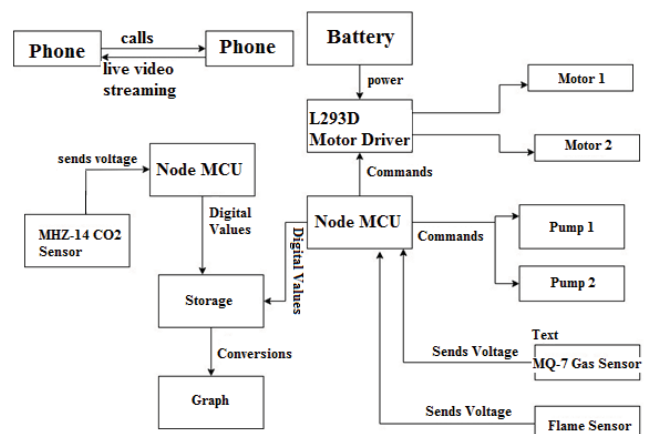 Phone
calls
Phone
live video
streaming
Battery
power
L293D
Motor Driver
Motor 1
Motor 2
Commands
sends voltage
Node MCU
MHZ-14 CO2
Sensor
Digital
Values
Node MCU
Commands
Digital Values
Pump 1
Pump 2
Storage
Conversions
Graph
Text
Sends Voltage
MQ-7 Gas Sensor
Sends Voltage
Flame Sensor